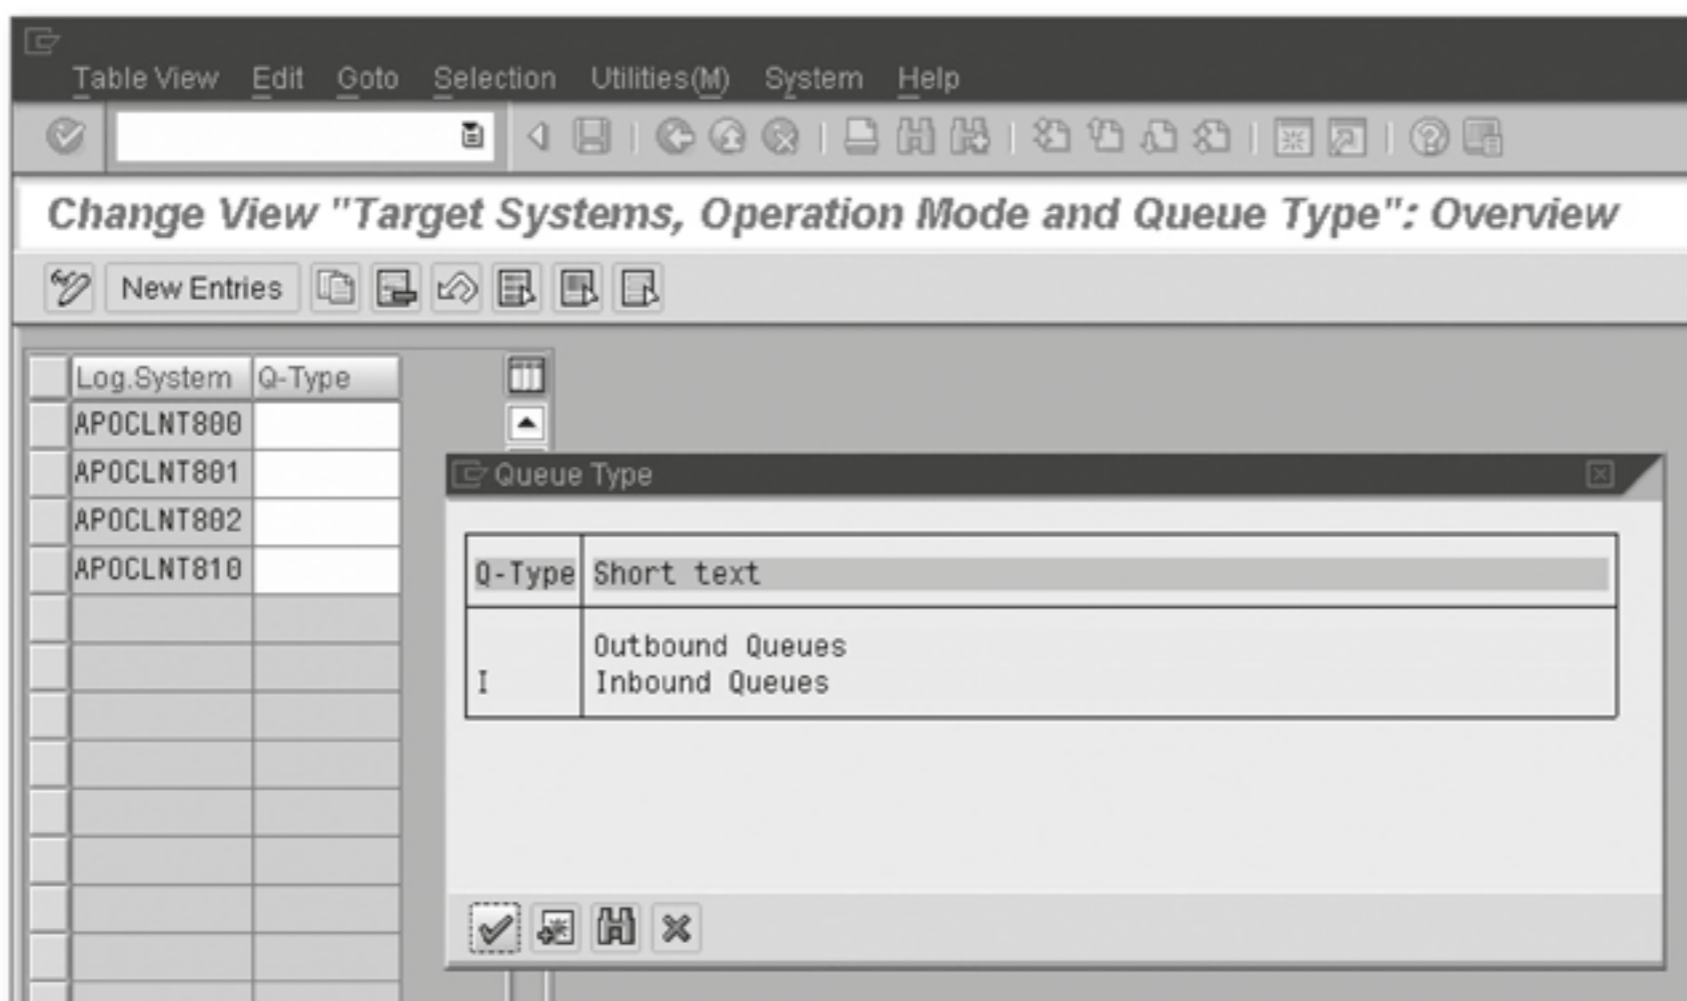 Table View Edit Goto Selection Utilities(M) System Help
Change View "Target Systems, Operation Mode and Queue Type": Overview
New Entries
Log.System Q-Type
APOCLNT800
APOCLNT801
APOCLNT802
APOCLNT810
Queue Type
Q-Type Short text
Outbound Queues
I Inbound Queues